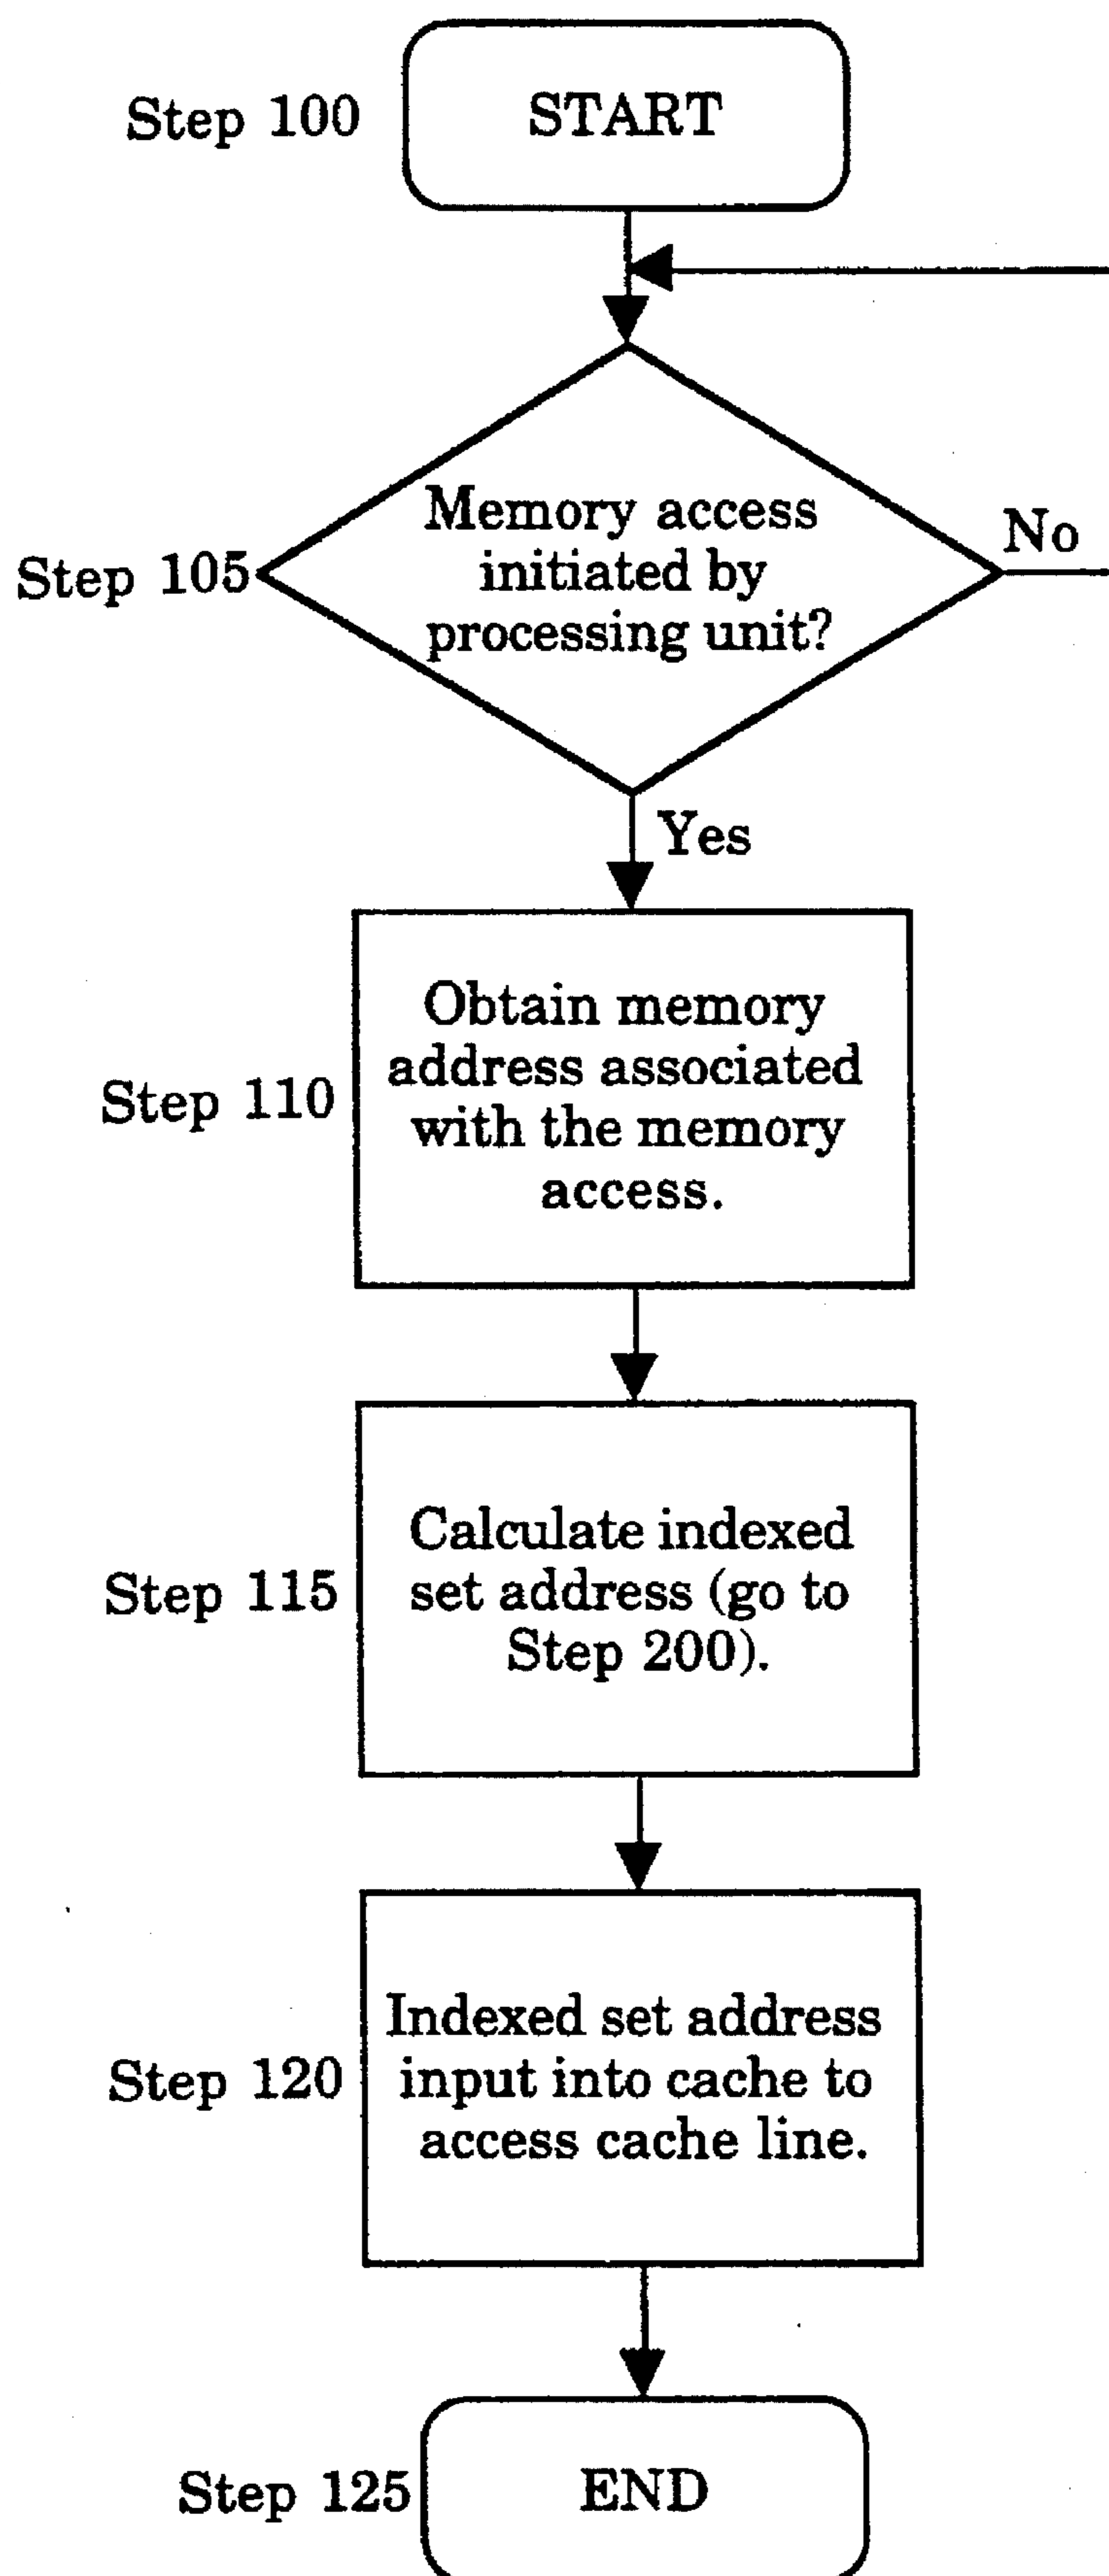 Step 100
START
Memory access
initiated by
processing unit?
Step 105
No
Yes
Obtain memory
address associated
with the memory
access.
Step 110
Calculate indexed
set address (go to
Step 200).
Step 115
Indexed set address
input into cache to
access cache line.
Step 120
Step 125
END